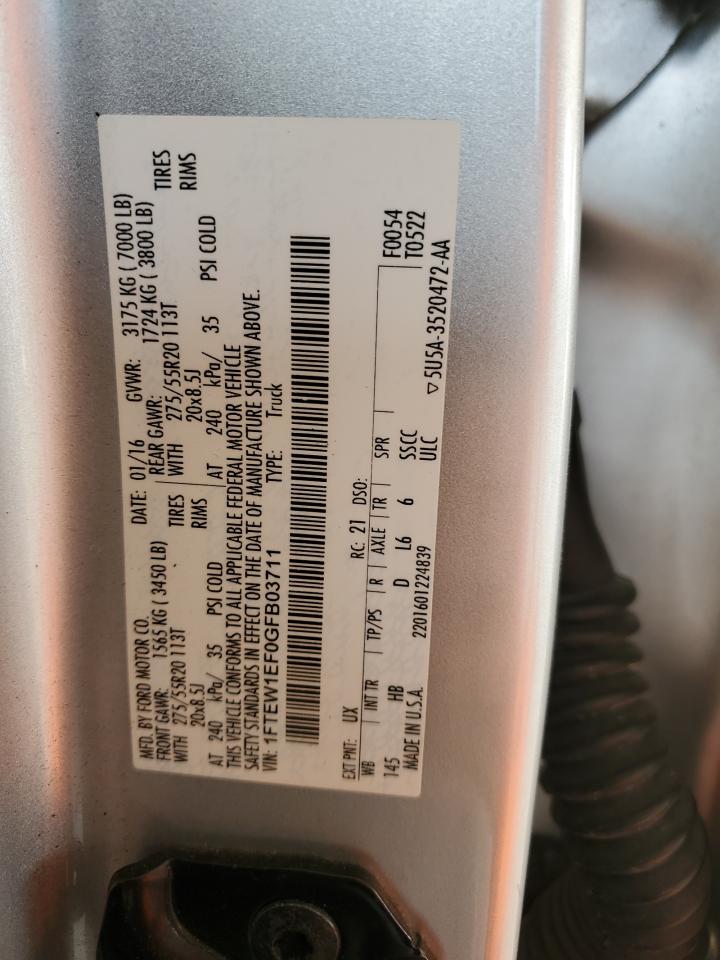 MFD. BY FORD MOTOR CO. DATE: 01/16 GVWR: 3175 KG ( 7000 LB)
FRONT GAWR: 1565 KG ( 3450 LB) REAR GAWR: 1724 KG ( 3800 LB)
WITH 275/55R20 113T TIRES WITH 275/55R20 113T TIRES
20x8.5J RIMS 20x8.5J RIMS
AT 240 kPa/ 35 PSI COLD AT 240 kPa/ 35 PSI COLD
THIS VEHICLE CONFORMS TO ALL APPLICABLE FEDERAL MOTOR VEHICLE
SAFETY STANDARDS IN EFFECT ON THE DATE OF MANUFACTURE SHOWN ABOVE.
VIN: 1FTEW1EF0GFB03711 TYPE: Truck
EXT PNT: UX RC: 21 DSO:
WB INT TR TP/PS R AXLE TR SPR F0054
145 HB D L6 6 SSCC T0522
MADE IN U.S.A. 2201601224839 ULC ▽5U5A-3520472-AA